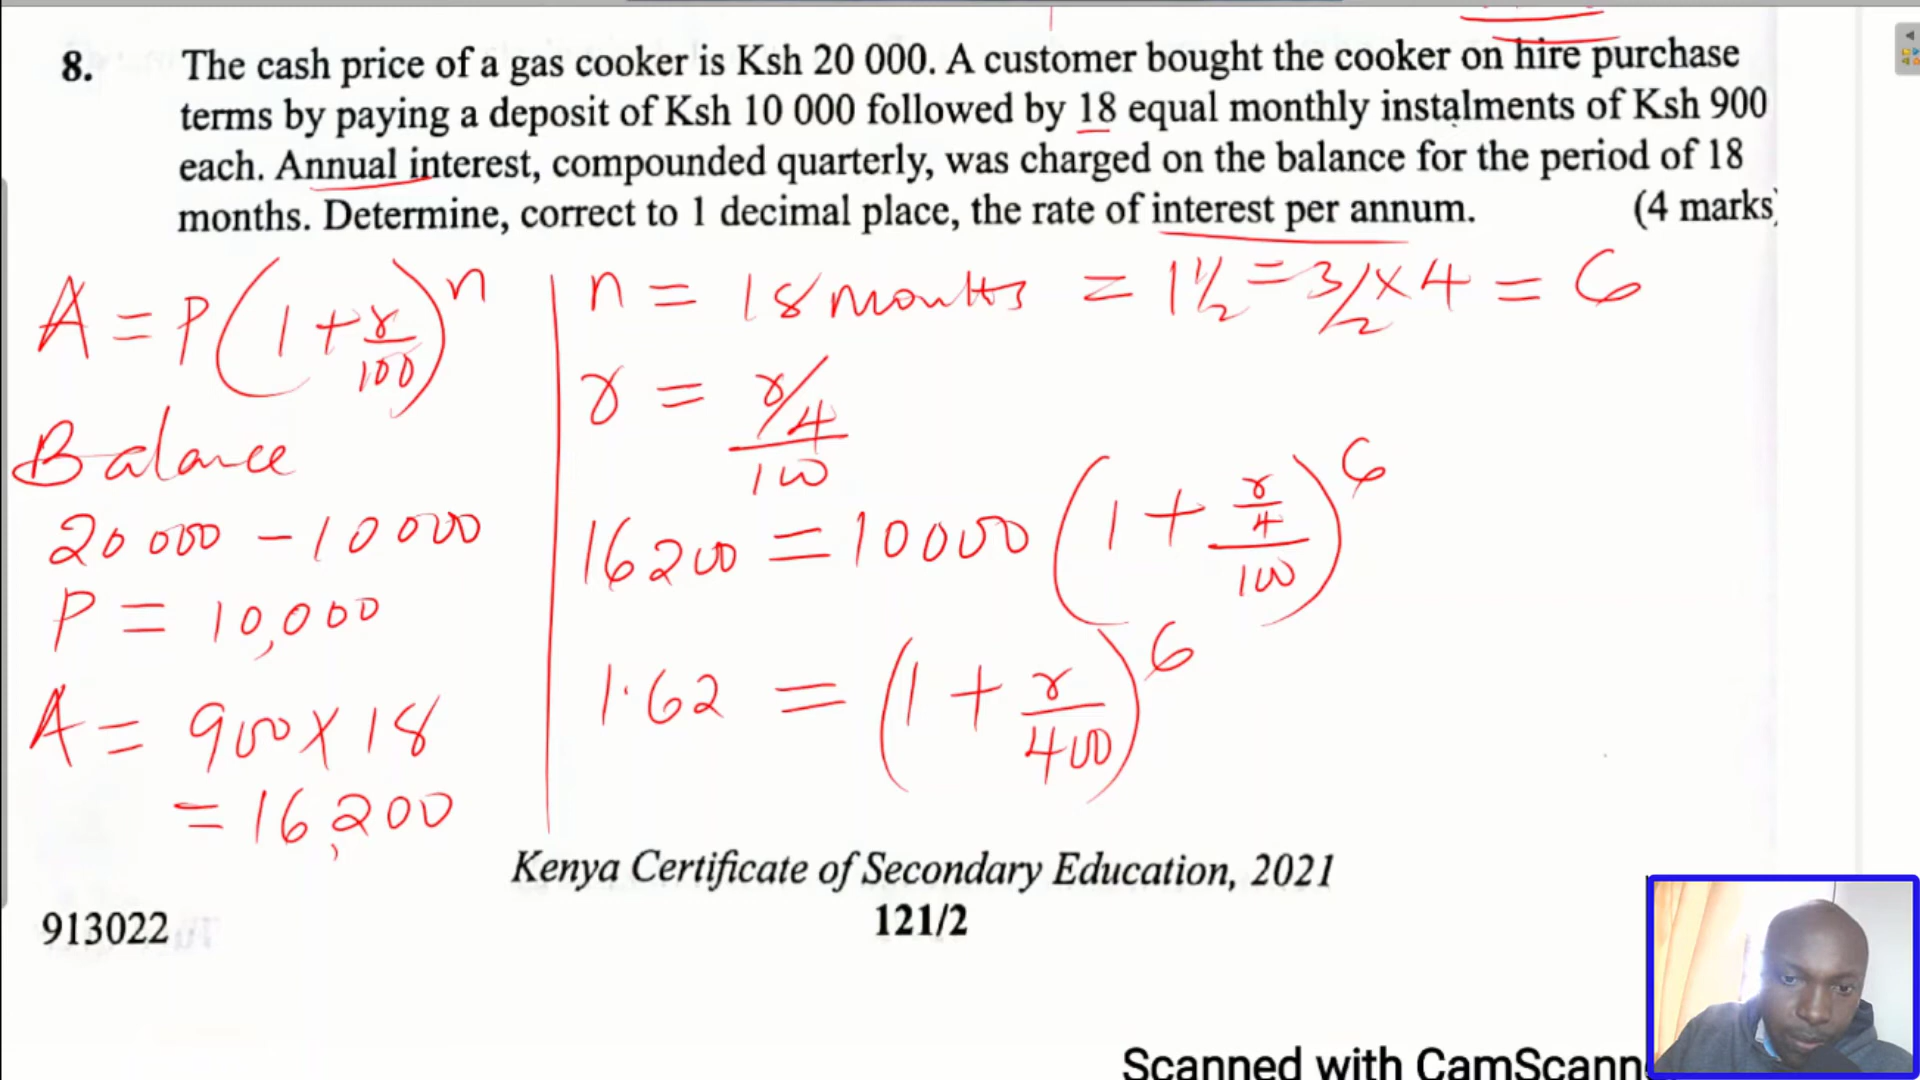 8. The cash price of a gas cooker is Ksh 20 000. A customer bought the cooker on hire purchase
terms by paying a deposit of Ksh 10 000 followed by 18 equal monthly instalments of Ksh 900
each. Annual interest, compounded quarterly, was charged on the balance for the period of 18
months. Determine, correct to 1 decimal place, the rate of interest per annum. (4 marks)
A = P(1 + r/100)^n
Balance
20 000 - 10 000
P = 10,000
A = 900 x 18
= 16,200
n = 18 months = 1½ = 3/2 x 4 = 6
r = r/4 / 100
16200 = 10000 (1 + r/4 / 100)^6
1.62 = (1 + r/400)^6
Kenya Certificate of Secondary Education, 2021
913022
121/2
Scanned with CamScann